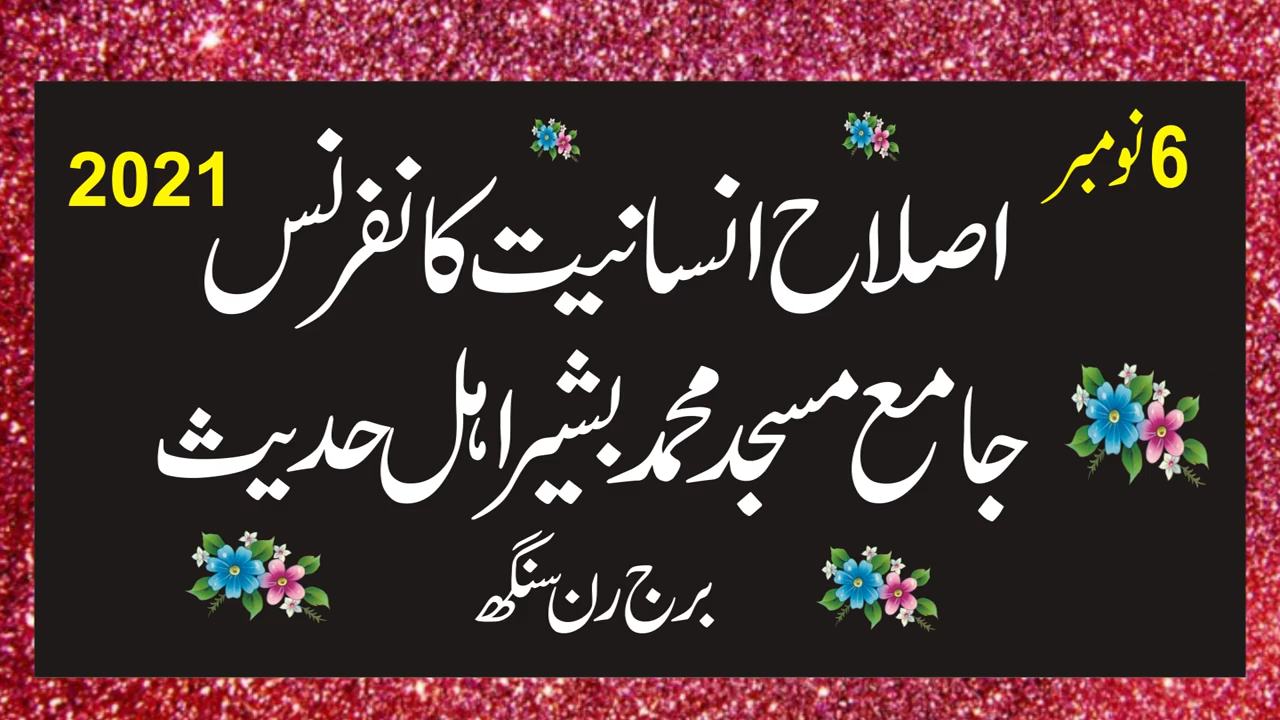 6 نومبر
2021
اصلاح انسانیت کانفرنس
جامع مسجد محمد بشیر اہل حدیث
برج رن سنگھ